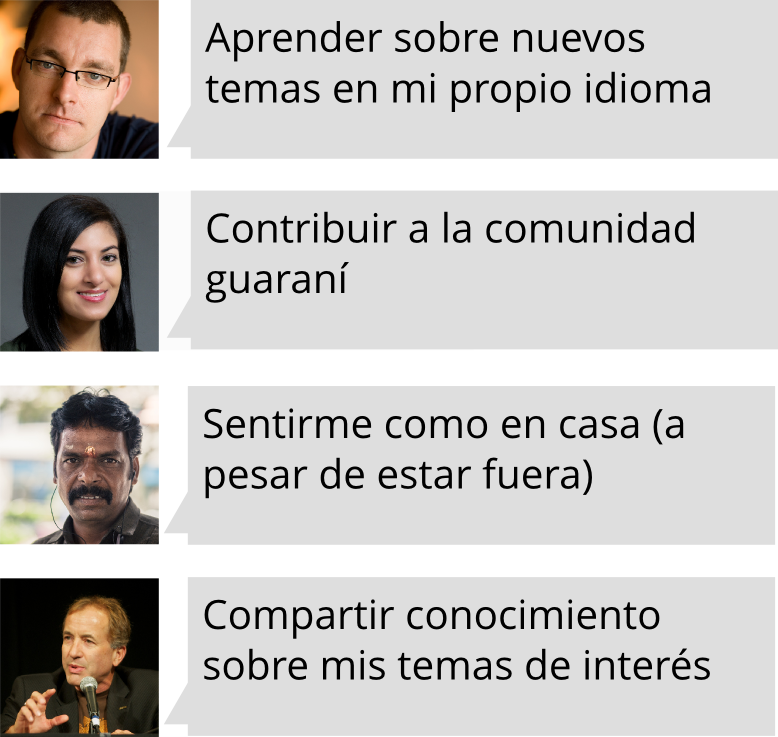 Aprender sobre nuevos
temas en mi propio idioma
Contribuir a la comunidad
guaraní
Sentirme como en casa (a
pesar de estar fuera)
Compartir conocimiento
sobre mis temas de interés